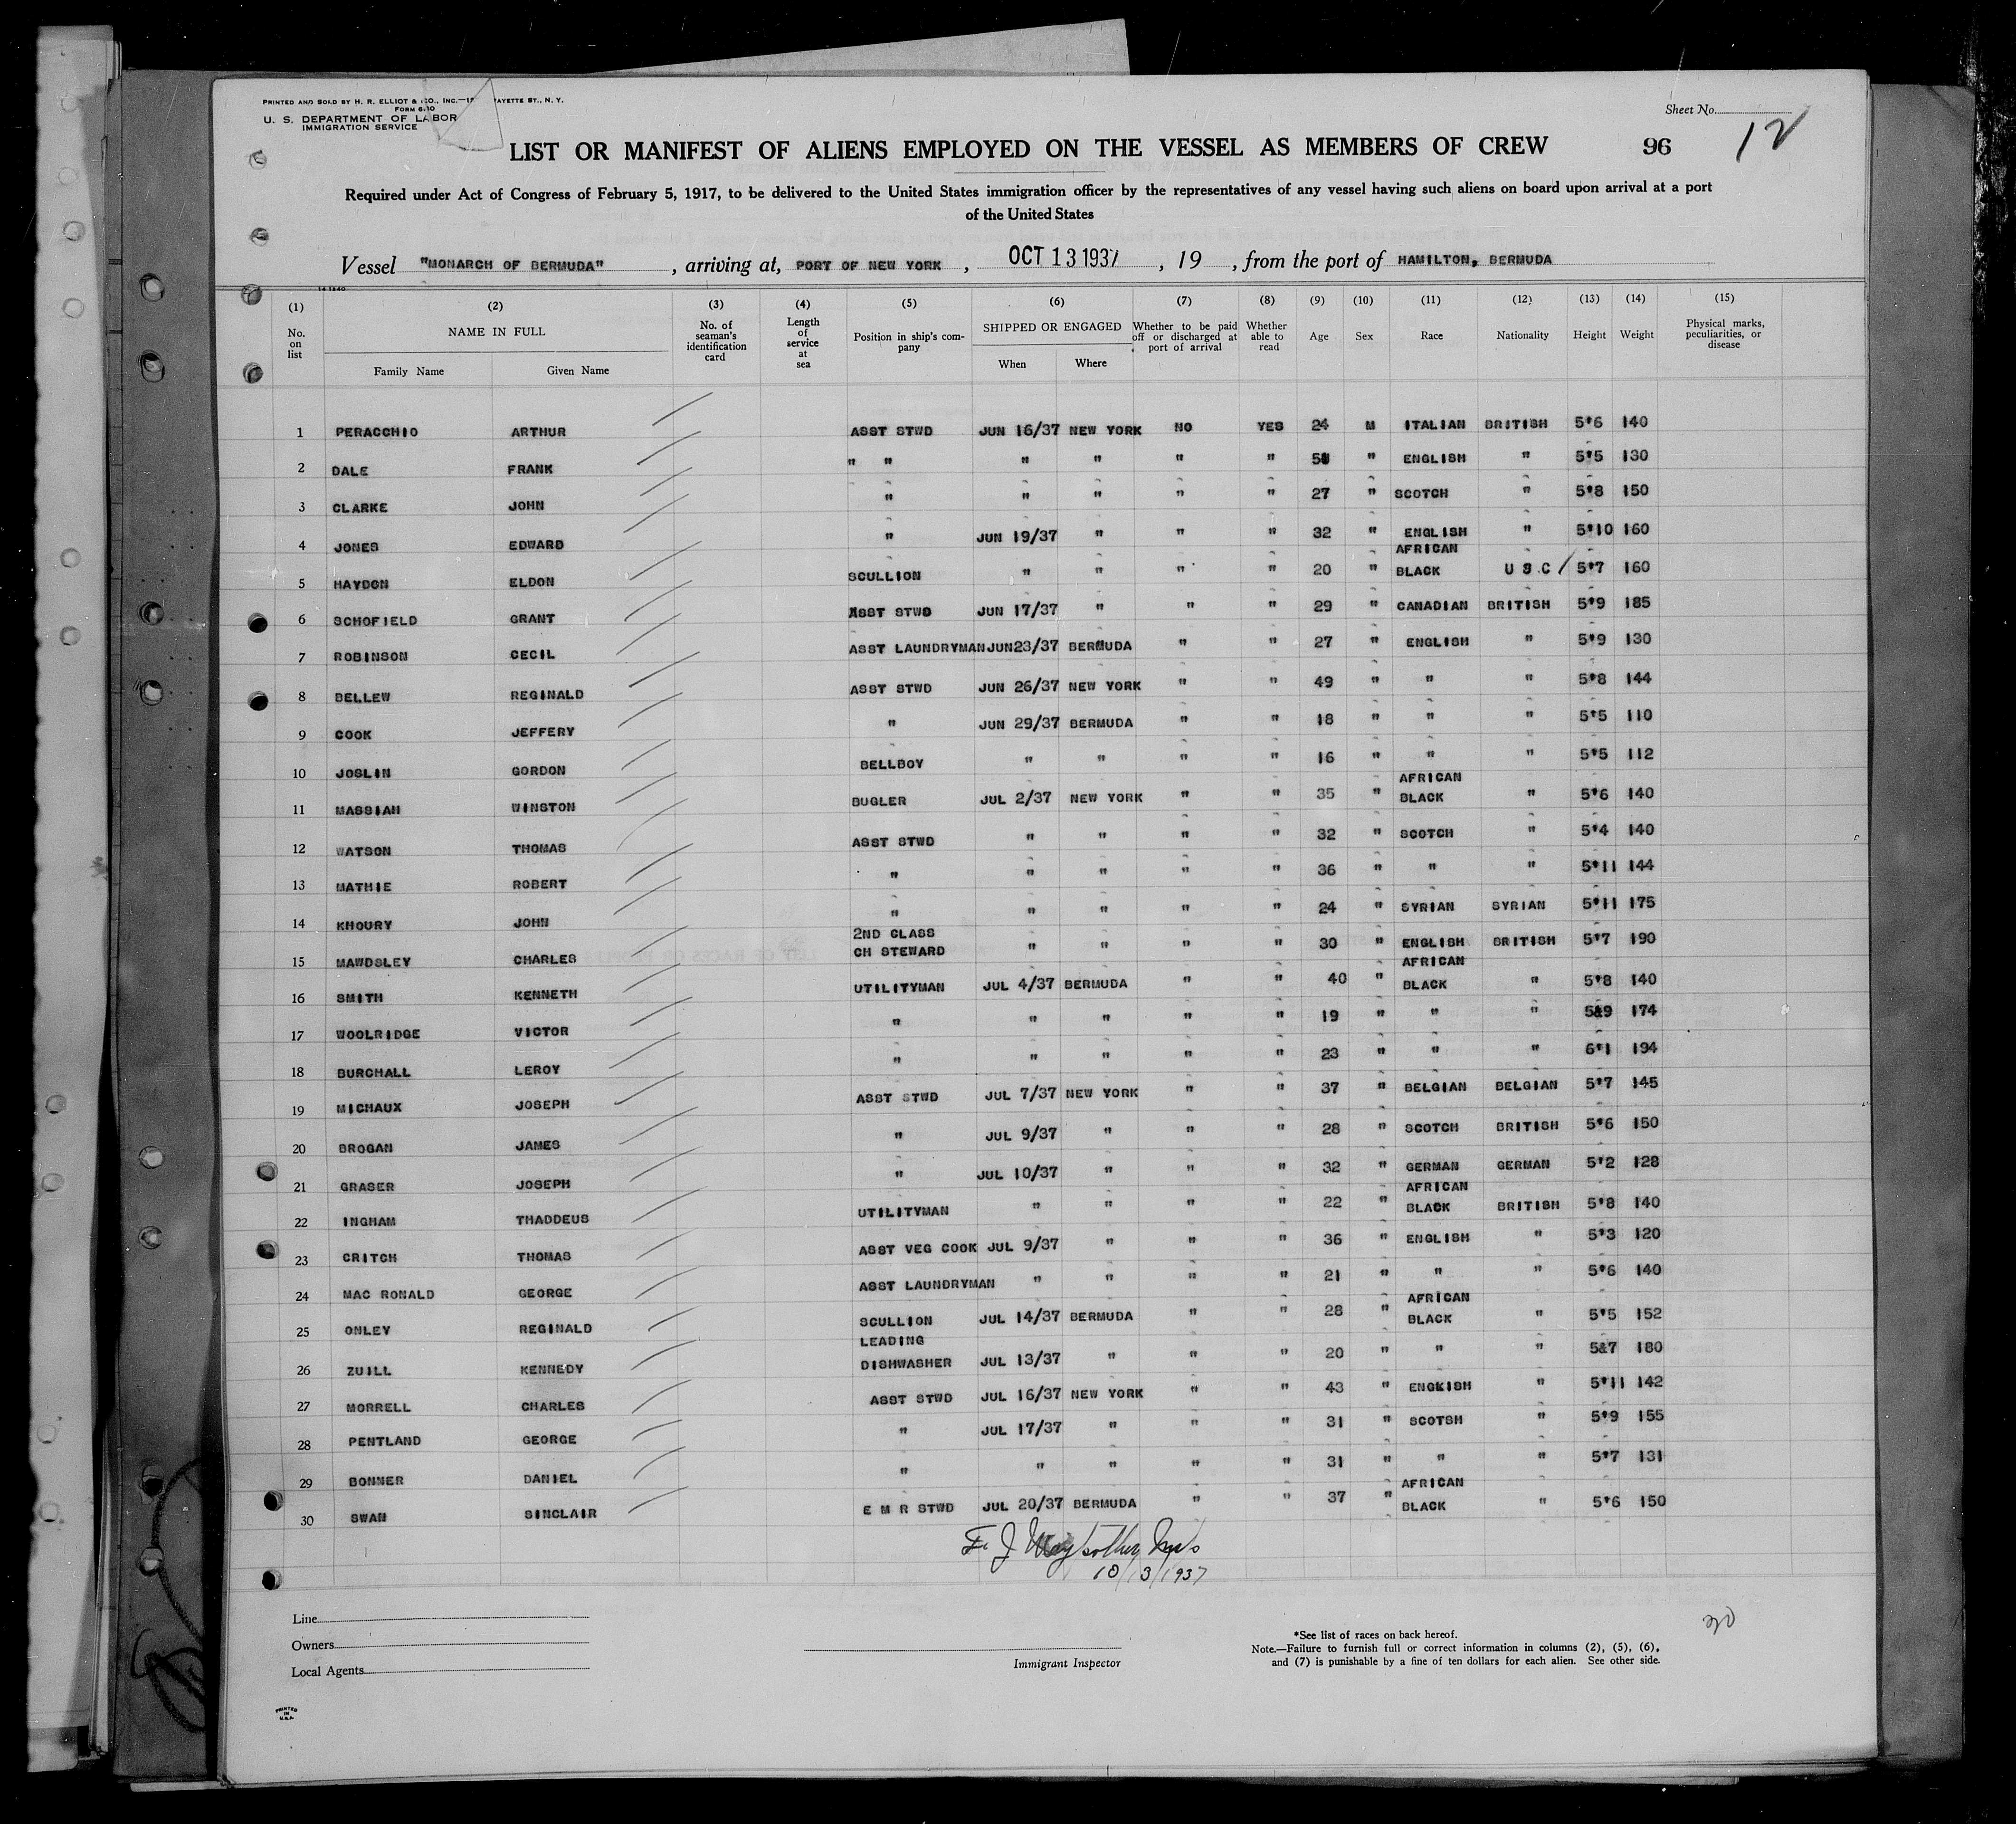 PRINTED AND SOLD BY H. R. ELLIOT & CO., INC.— AYETTE ST., N. Y.
FORM 630
U. S. DEPARTMENT OF LABOR
IMMIGRATION SERVICE
Sheet No.
LIST OR MANIFEST OF ALIENS EMPLOYED ON THE VESSEL AS MEMBERS OF CREW 96 12
Required under Act of Congress of February 5, 1917, to be delivered to the United States immigration officer by the representatives of any vessel having such aliens on board upon arrival at a port
of the United States
Vessel "MONARCH OF BERMUDA", arriving at, PORT OF NEW YORK, OCT 13 1937, 19 , from the port of HAMILTON, BERMUDA
(1) (2) (3) (4) (5) (6) (7) (8) (9) (10) (11) (12) (13) (14) (15)
No. on list NAME IN FULL Family Name Given Name No. of seaman's identification card Length of service at sea Position in ship's company SHIPPED OR ENGAGED When Where Whether to be paid off or discharged at port of arrival Whether able to read Age Sex Race Nationality Height Weight Physical marks, peculiarities, or disease
1 PERACCHIO ARTHUR ASST STWD JUN 16/37 NEW YORK NO YES 24 M ITALIAN BRITISH 5'6 140
2 DALE FRANK " " " " " " " ENGLISH " 5'5 130
3 CLARKE JOHN " " " " " 27 " SCOTCH " 5'8 150
4 JONES EDWARD " JUN 19/37 " " " 32 " ENGLISH " 5'10 160
5 HAYDON ELDON SCULLION " " " " 20 " AFRICAN BLACK U S C 5'7 160
6 SCHOFIELD GRANT ASST STWD JUN 17/37 " " " 29 " CANADIAN BRITISH 5'9 185
7 ROBINSON CECIL ASST LAUNDRYMAN JUN23/37 BERMUDA " " 27 " ENGLISH " 5'9 130
8 BELLEW REGINALD ASST STWD JUN 26/37 NEW YORK " " 49 " " " 5'8 144
9 COOK JEFFERY " JUN 29/37 BERMUDA " " 18 " " " 5'5 110
10 JOSLIN GORDON BELLBOY " " " " 16 " " " 5'5 112
11 MASSIAH WINSTON BUGLER JUL 2/37 NEW YORK " " 35 " AFRICAN BLACK " 5'6 140
12 WATSON THOMAS ASST STWD " " " " 32 " SCOTCH " 5'4 140
13 MATHIE ROBERT " " " " " 36 " " " 5'11 144
14 KHOURY JOHN " " " " " 24 " SYRIAN SYRIAN 5'11 175
15 MAWDSLEY CHARLES 2ND CLASS CH STEWARD " " " " 30 " ENGLISH BRITISH 5'7 190
16 SMITH KENNETH UTILITYMAN JUL 4/37 BERMUDA " " 40 " AFRICAN BLACK " 5'8 140
17 WOOLRIDGE VICTOR " " " " " 19 " " " 5&9 174
18 BURCHALL LEROY " " " " " 23 " " " 6'1 194
19 MICHAUX JOSEPH ASST STWD JUL 7/37 NEW YORK " " 37 " BELGIAN BELGIAN 5'7 145
20 BROGAN JAMES " JUL 9/37 " " " 28 " SCOTCH BRITISH 5'6 150
21 GRASER JOSEPH " JUL 10/37 " " " 32 " GERMAN GERMAN 5'2 128
22 INGHAM THADDEUS UTILITYMAN " " " " 22 " AFRICAN BLACK BRITISH 5'8 140
23 CRITCH THOMAS ASST VEG COOK JUL 9/37 " " " 36 " ENGLISH " 5'3 120
24 MAC RONALD GEORGE ASST LAUNDRYMAN " " " " 21 " " " 5'6 140
25 ONLEY REGINALD SCULLION JUL 14/37 BERMUDA " " 28 " AFRICAN BLACK " 5'5 152
26 ZUILL KENNEDY LEADING DISHWASHER JUL 13/37 " " " 20 " " " 5&7 180
27 MORRELL CHARLES ASST STWD JUL 16/37 NEW YORK " " 43 " ENGKISH " 5'11 142
28 PENTLAND GEORGE " JUL 17/37 " " " 31 " SCOTSH " 5'9 155
29 BONNER DANIEL " " " " " 31 " " " 5'7 131
30 SWAN SINCLAIR E M R STWD JUL 20/37 BERMUDA " " 37 " AFRICAN BLACK " 5'6 150
F. J.
10/13/1937
Line
Owners
Local Agents
Immigrant Inspector
*See list of races on back hereof.
Note.—Failure to furnish full or correct information in columns (2), (5), (6),
and (7) is punishable by a fine of ten dollars for each alien. See other side.
30
PRINTED
IN
U.S.A.